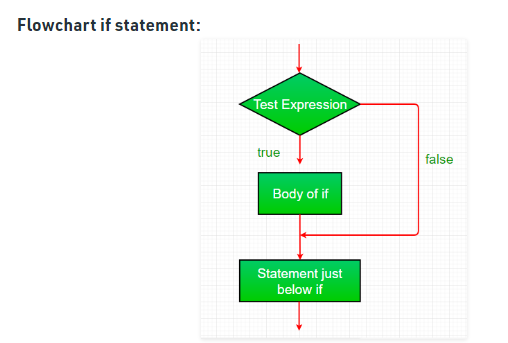 Flowchart if statement:
Test Expression
true
false
Body of if
Statement just
below if